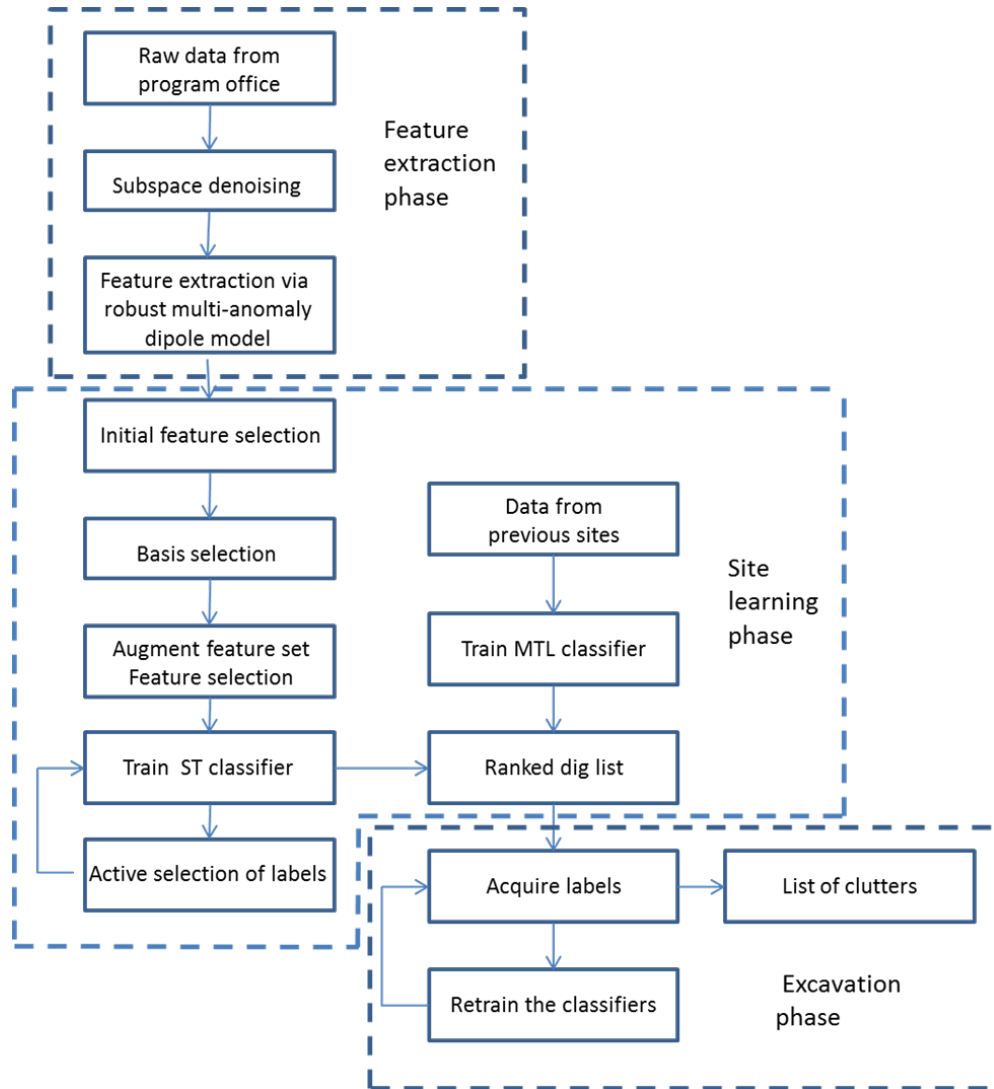 Raw data from
program office
Subspace denoising
Feature extraction via
robust multi-anomaly
dipole model
Feature
extraction
phase
Initial feature selection
Basis selection
Augment feature set
Feature selection
Train ST classifier
Active selection of labels
Data from
previous sites
Train MTL classifier
Ranked dig list
Site
learning
phase
Acquire labels
List of clutters
Retrain the classifiers
Excavation
phase